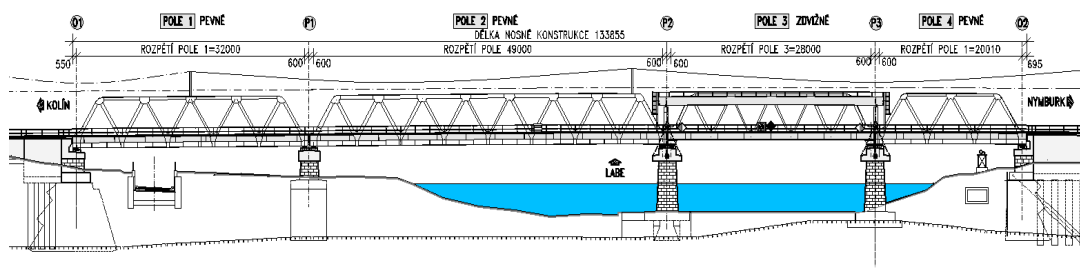 O1 POLE 1 PEVNÉ P1 POLE 2 PEVNÉ P2 POLE 3 ZDVIŽNÉ P3 POLE 4 PEVNÉ O2
DÉLKA NOSNÉ KONSTRUKCE 133855
ROZPĚTÍ POLE 1=32000 ROZPĚTÍ POLE 49000 ROZPĚTÍ POLE 3=28000 ROZPĚTÍ POLE 1=20010
550 600 600 600 600 600 600 695
KOLÍN NYMBURK
LABE